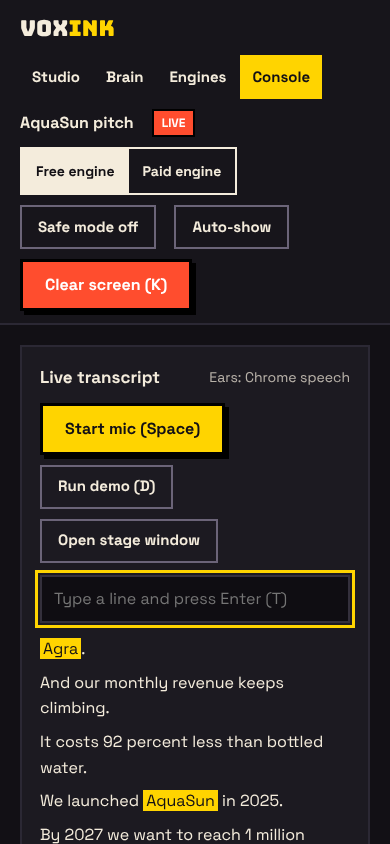 VOXINK
Studio Brain Engines Console
AquaSun pitch LIVE
Free engine Paid engine
Safe mode off Auto-show
Clear screen (K)
Live transcript Ears: Chrome speech
Start mic (Space)
Run demo (D)
Open stage window
Type a line and press Enter (T)
Agra.
And our monthly revenue keeps
climbing.
It costs 92 percent less than bottled
water.
We launched AquaSun in 2025.
By 2027 we want to reach 1 million